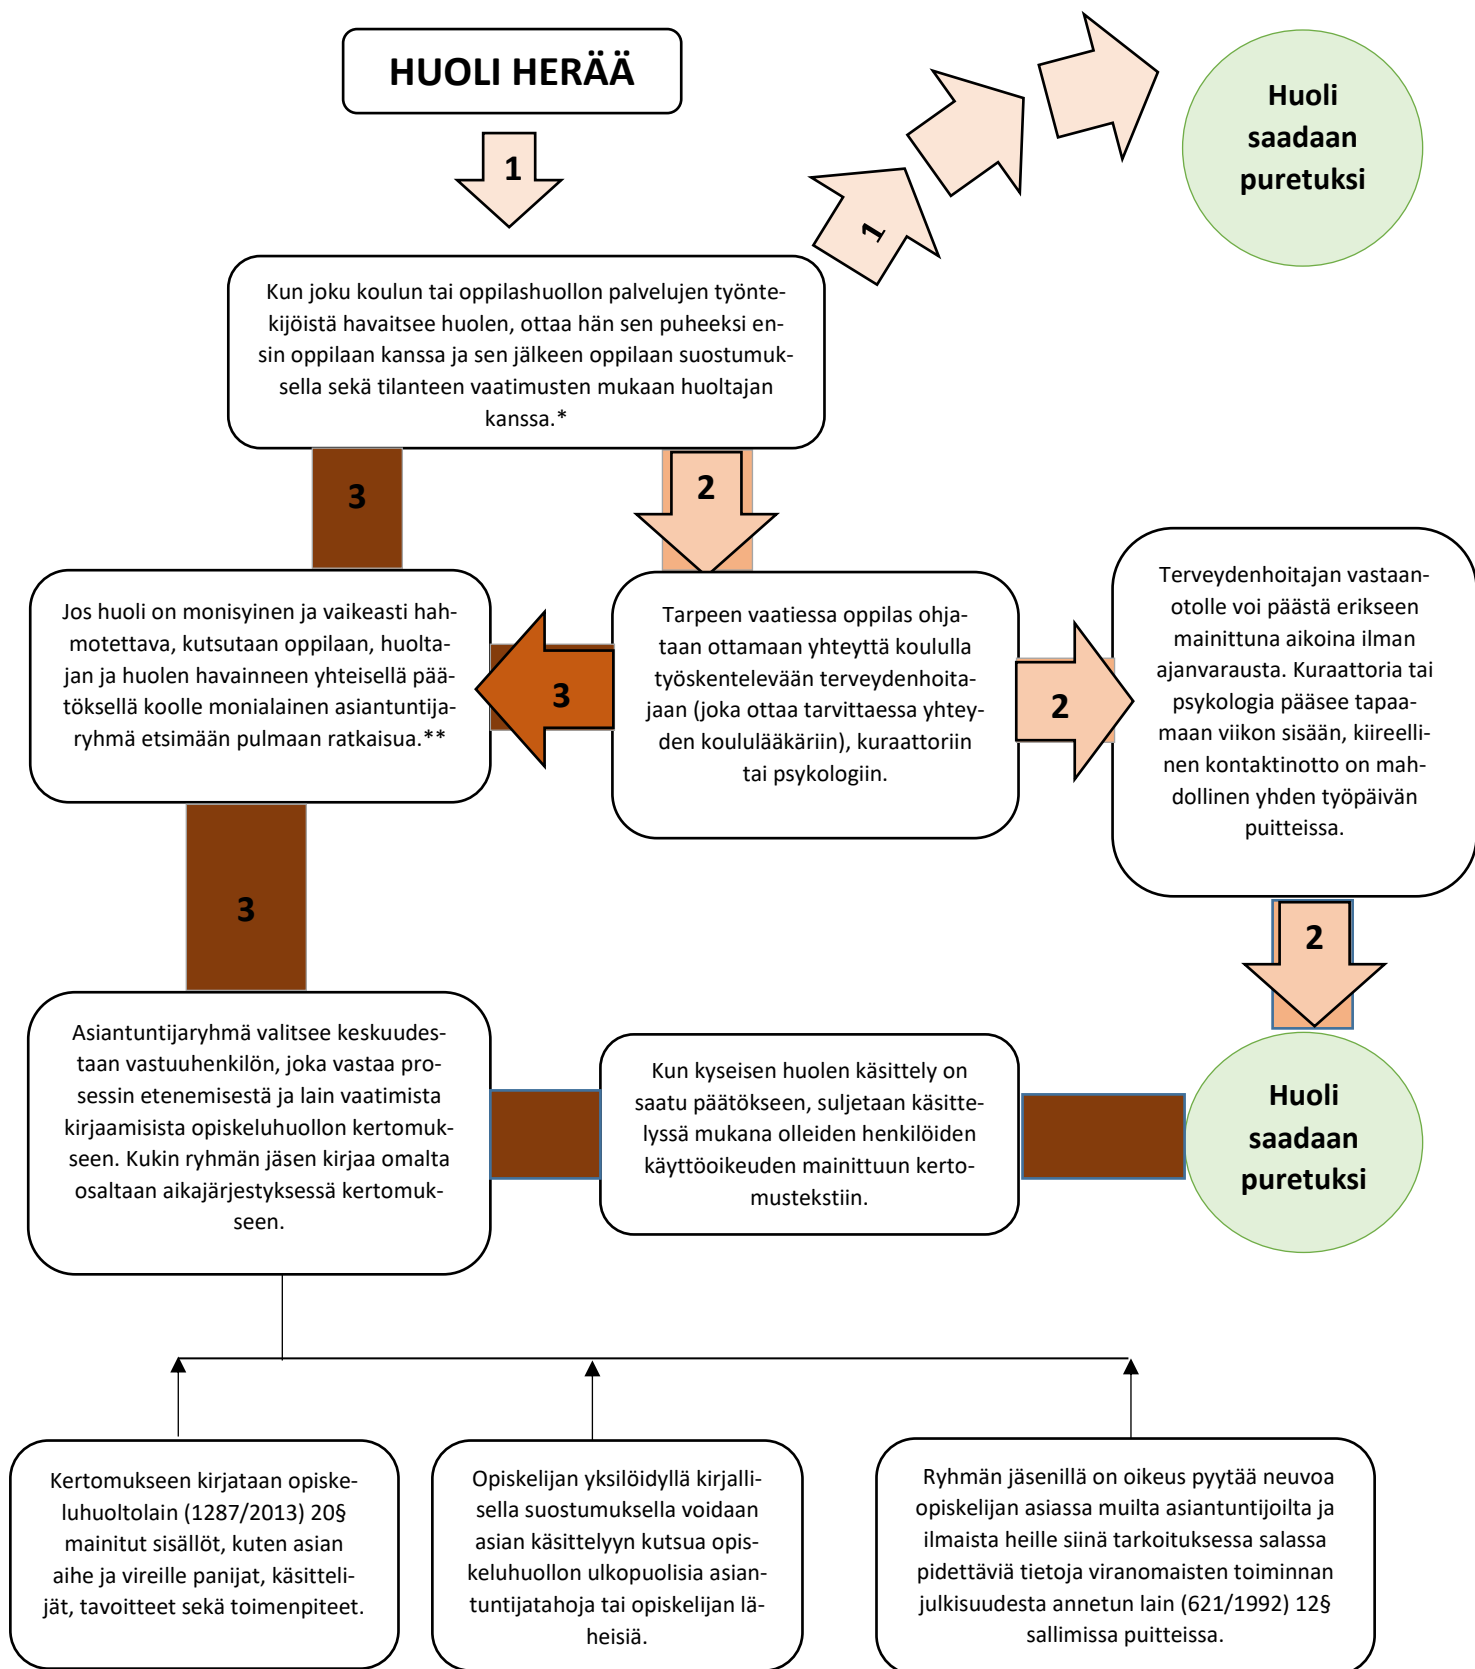 HUOLI HERÄÄ
Huoli
saadaan
puretuksi
1
1
Kun joku koulun tai oppilashuollon palvelujen työnte-
kijöistä havaitsee huolen, ottaa hän sen puheeksi en-
sin oppilaan kanssa ja sen jälkeen oppilaan suostumuk-
sella sekä tilanteen vaatimusten mukaan huoltajan
kanssa.*
3
2
Jos huoli on monisyinen ja vaikeasti hah-
motettava, kutsutaan oppilaan, huolta-
jan ja huolen havainneen yhteisellä pää-
töksellä koolle monialainen asiantuntija-
ryhmä etsimään pulmaan ratkaisua.**
3
Tarpeen vaatiessa oppilas ohja-
taan ottamaan yhteyttä koululla
työskentelevään terveydenhoita-
jaan (joka ottaa tarvittaessa yhtey-
den koululääkäriin), kuraattoriin
tai psykologiin.
2
Terveydenhoitajan vastaan-
otolle voi päästä erikseen
mainittuna aikoina ilman
ajanvarausta. Kuraattoria tai
psykologia pääsee tapaa-
maan viikon sisään, kiireelli-
nen kontaktinotto on mah-
dollinen yhden työpäivän
puitteissa.
3
2
Asiantuntijaryhmä valitsee keskuudes-
taan vastuuhenkilön, joka vastaa pro-
sessin etenemisestä ja lain vaatimista
kirjaamisista opiskeluhuollon kertomuk-
seen. Kukin ryhmän jäsen kirjaa omalta
osaltaan aikajärjestyksessä kertomuk-
seen.
Kun kyseisen huolen käsittely on
saatu päätökseen, suljetaan käsitte-
lyssä mukana olleiden henkilöiden
käyttöoikeuden mainittuun kerto-
mustekstiin.
Huoli
saadaan
puretuksi
Kertomukseen kirjataan opiske-
luhuoltolain (1287/2013) 20§
mainitut sisällöt, kuten asian
aihe ja vireille panijat, käsitteli-
jät, tavoitteet sekä toimenpiteet.
Opiskelijan yksilöidyllä kirjalli-
sella suostumuksella voidaan
asian käsittelyyn kutsua opis-
keluhuollon ulkopuolisia asian-
tuntijatahoja tai opiskelijan lä-
heisiä.
Ryhmän jäsenillä on oikeus pyytää neuvoa
opiskelijan asiassa muilta asiantuntijoilta ja
ilmaista heille siinä tarkoituksessa salassa
pidettäviä tietoja viranomaisten toiminnan
julkisuudesta annetun lain (621/1992) 12§
sallimissa puitteissa.